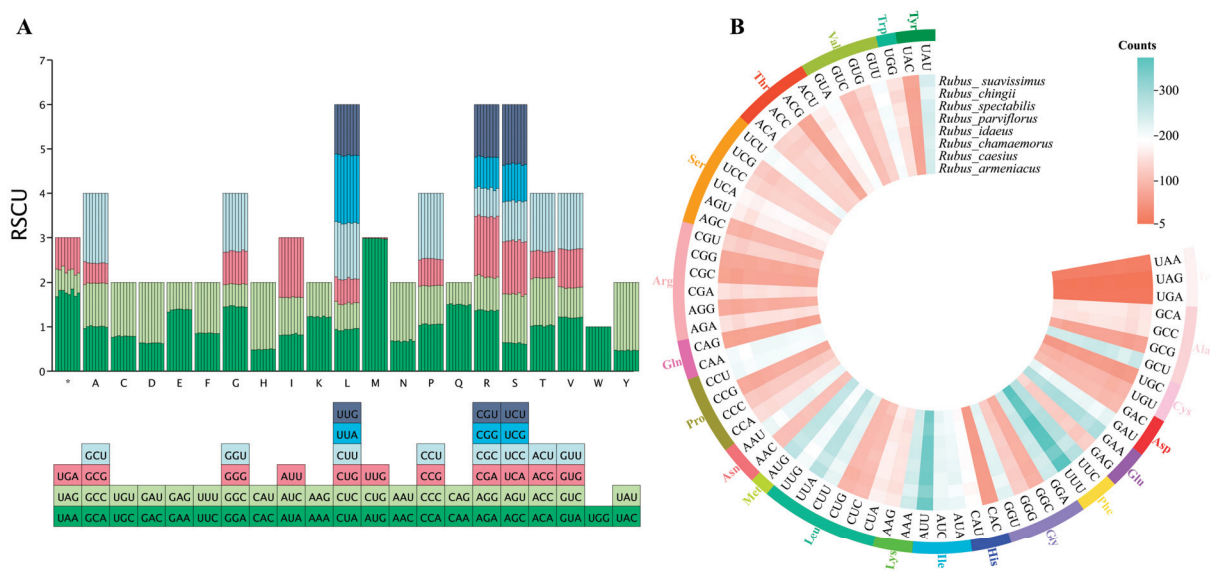 A
RSCU
7
6
5
4
3
2
1
0
* A C D E F G H I K L M N P Q R S T V W Y
UUG CGU UCU
UUA CGG UCG
GCU GGU CUU CCU CGC UCC ACU GUU
UGA GCG GGG AUU CUG UUG CCG CGA UCA ACG GUC
UAG GCC UGU GAU GAG UUU GGC CAU AUC AAG CUC CUG AAU CCC CAG AGG AGU ACC GUG UAU
UAA GCA UGC GAC GAA UUC GGA CAC AUA AAA CUA AUG AAC CCA CAA AGA AGC ACA GUA UGG UAC
B
Counts
300
200
100
5
Rubus_suavissimus
Rubus_chingii
Rubus_spectabilis
Rubus_parviflorus
Rubus_idaeus
Rubus_chamaemorus
Rubus_caesius
Rubus_armeniacus
UAA
UAG
UGA
Ala
GCA
GCC
GCG
GCU
Cys
UGC
UGU
Asp
GAC
GAU
Glu
GAA
GAG
Phe
UUC
UUU
Gly
GGA
GGC
GGG
GGU
His
CAC
CAU
Ile
AUA
AUC
AUU
Lys
AAA
AAG
Leu
CUA
CUC
CUG
CUU
UUA
UUG
Met
AUG
Asn
AAC
AAU
Pro
CCA
CCC
CCG
CCU
Gln
CAA
CAG
Arg
AGA
AGG
CGA
CGC
CGG
CGU
Ser
AGC
AGU
UCA
UCC
UCG
UCU
Thr
ACA
ACC
ACG
ACU
Val
GUA
GUC
GUG
GUU
Trp
UGG
Tyr
UAC
UAU